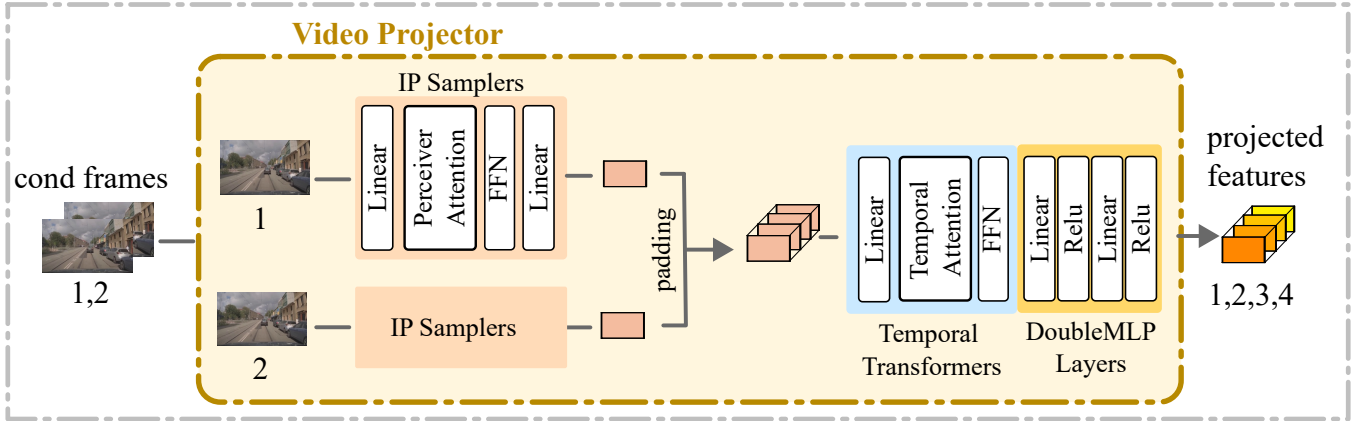 Video Projector
cond frames
1,2
1
IP Samplers
Linear
Perceiver
Attention
FFN
Linear
2
IP Samplers
padding
Linear
Temporal
Attention
FFN
Temporal
Transformers
Linear
Relu
Linear
Relu
DoubleMLP
Layers
projected
features
1,2,3,4